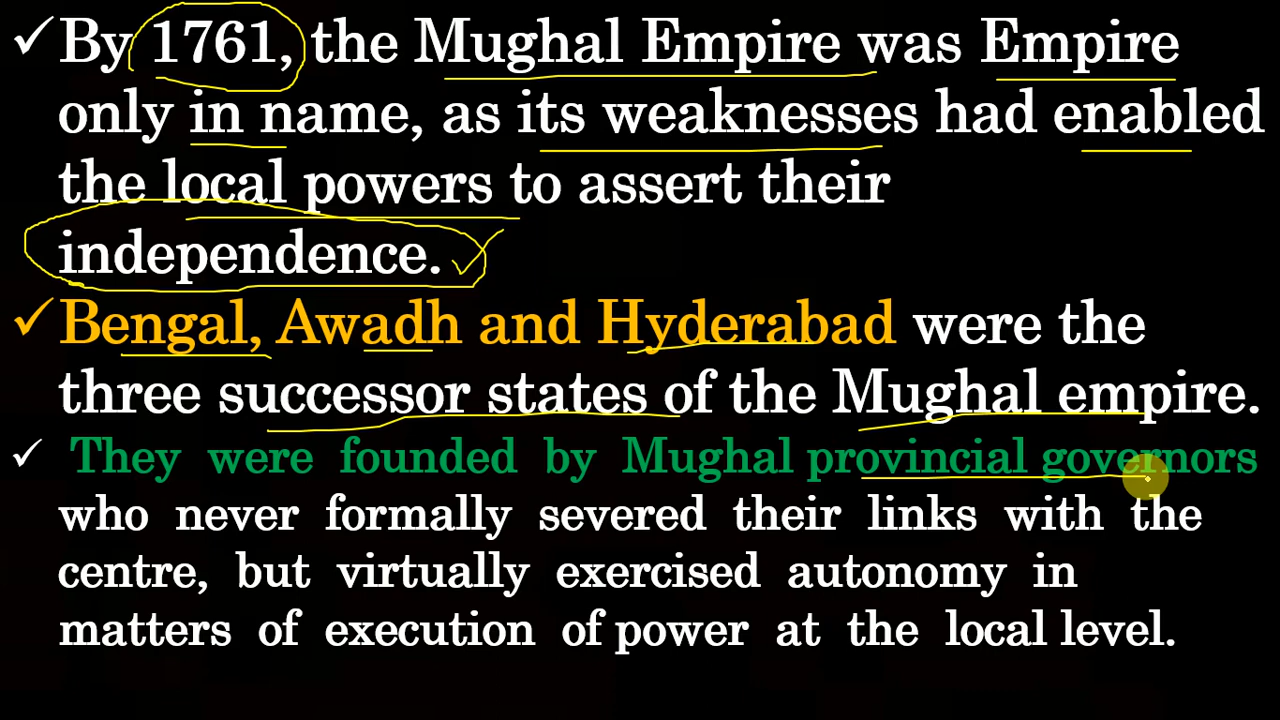 ✓By 1761, the Mughal Empire was Empire
only in name, as its weaknesses had enabled
the local powers to assert their
independence.
✓Bengal, Awadh and Hyderabad were the
three successor states of the Mughal empire.
✓ They were founded by Mughal provincial governors
who never formally severed their links with the
centre, but virtually exercised autonomy in
matters of execution of power at the local level.